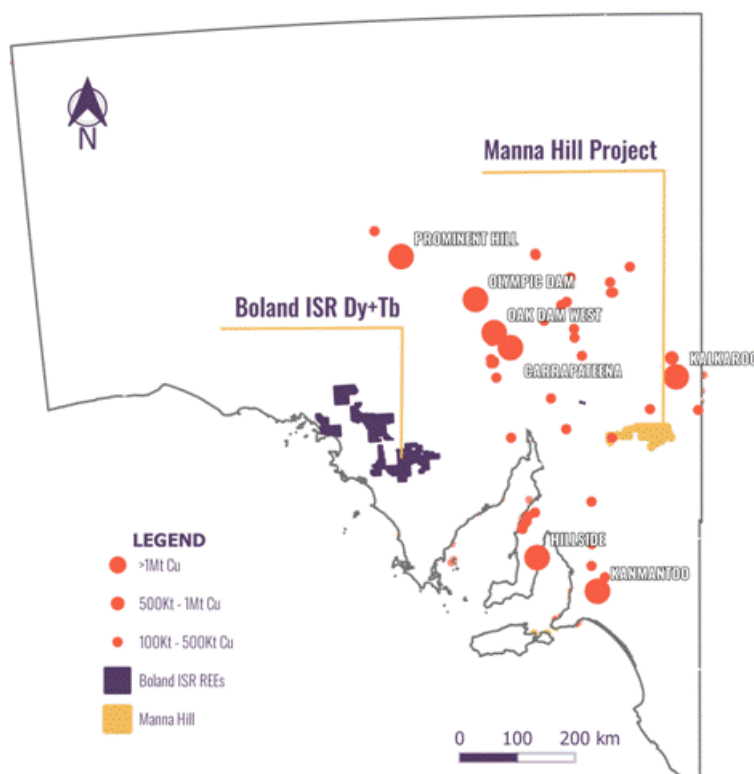 N
Manna Hill Project
PROMINENT HILL
OLYMPIC DAM
Boland ISR Dy+Tb
OAK DAM WEST
CARRAPATEENA
KALKAROO
LEGEND
>1Mt Cu
500Kt - 1Mt Cu
100Kt - 500Kt Cu
Boland ISR REEs
Manna Hill
HILLSIDE
KANMANTOO
0 100 200 km